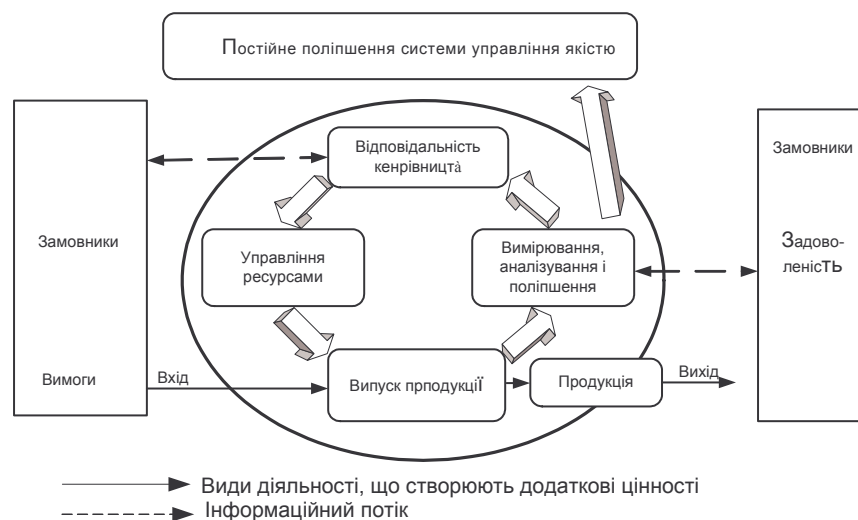 Постійне поліпшення системи управління якістю
Замовники
Вимоги
Відповідальність
кенрівництà
Управління
ресурсами
Вимірювання,
аналізування і
поліпшення
Вхід
Випуск прподукції
Продукція
Вихід
Замовники
Задово-
леність
Види діяльності, що створюють додаткові цінності
Інформаційний потік